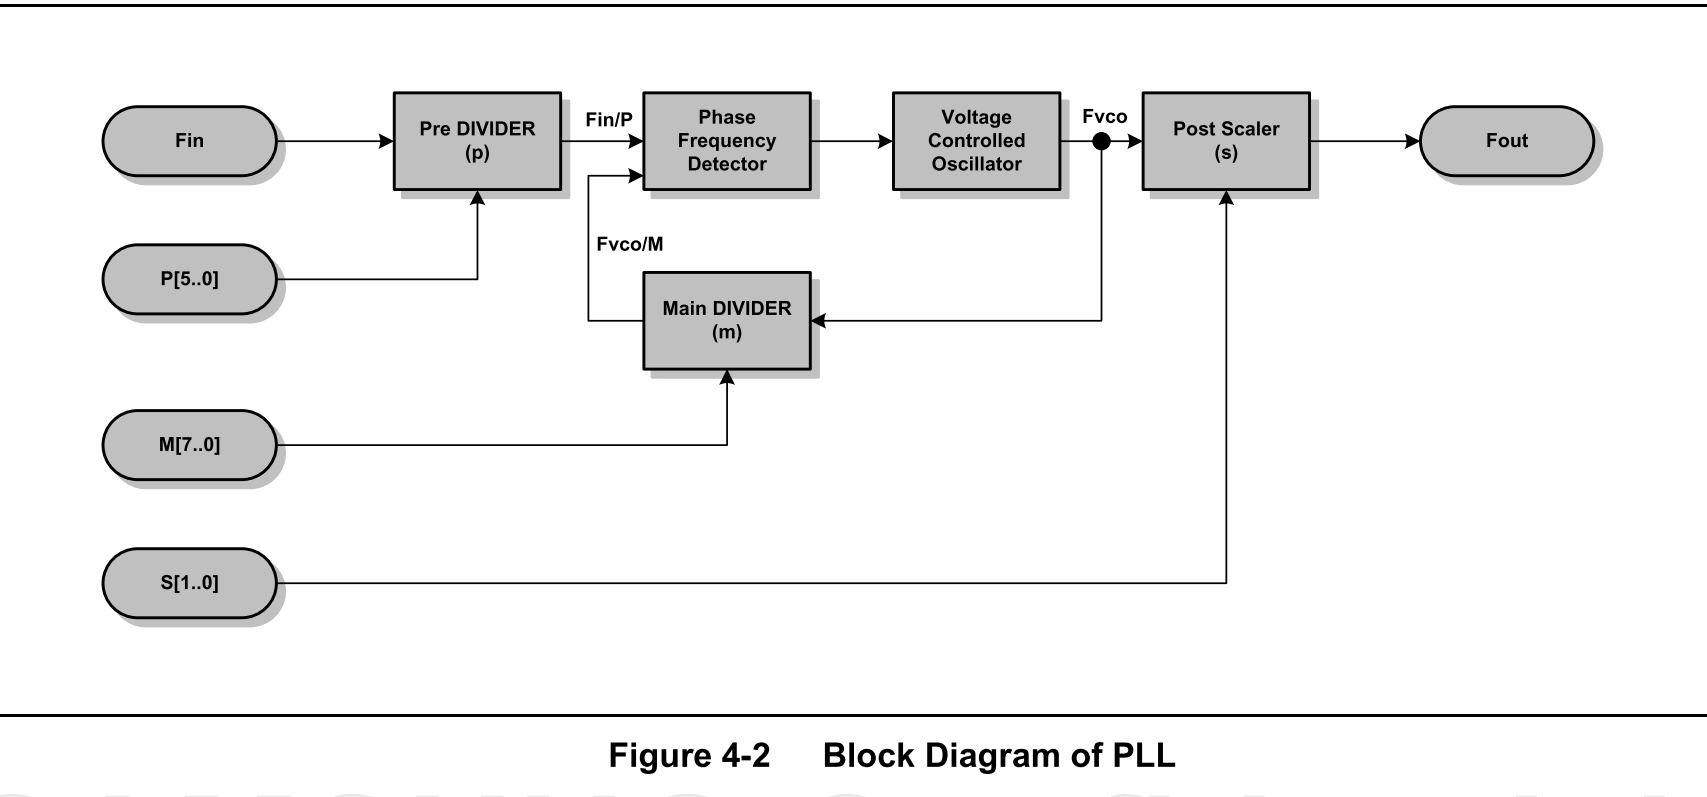 Fin
Pre DIVIDER
(p)
Fin/P
Phase
Frequency
Detector
Voltage
Controlled
Oscillator
Fvco
Post Scaler
(s)
Fout
P[5..0]
Fvco/M
Main DIVIDER
(m)
M[7..0]
S[1..0]
Figure 4-2 Block Diagram of PLL